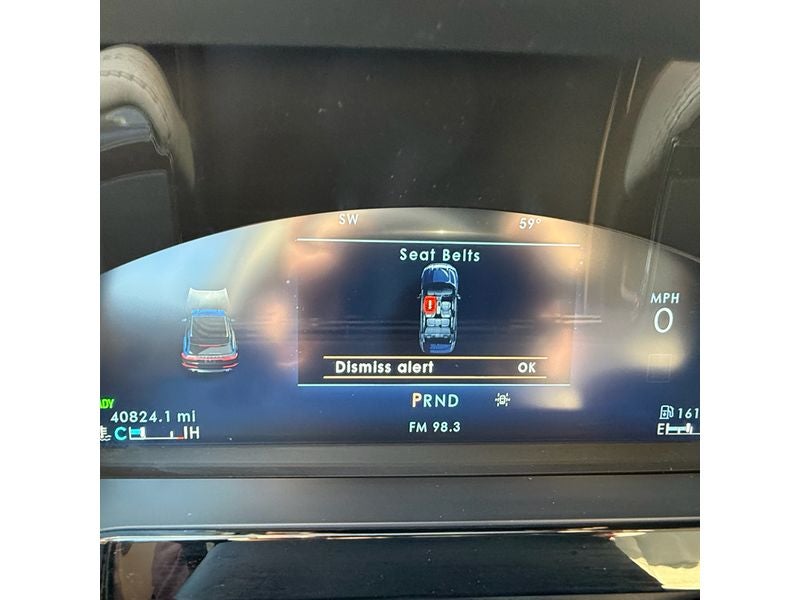 SW
59°
Seat Belts
MPH
0
Dismiss alert OK
PRND
40824.1 mi
161
C H
E
FM 98.3